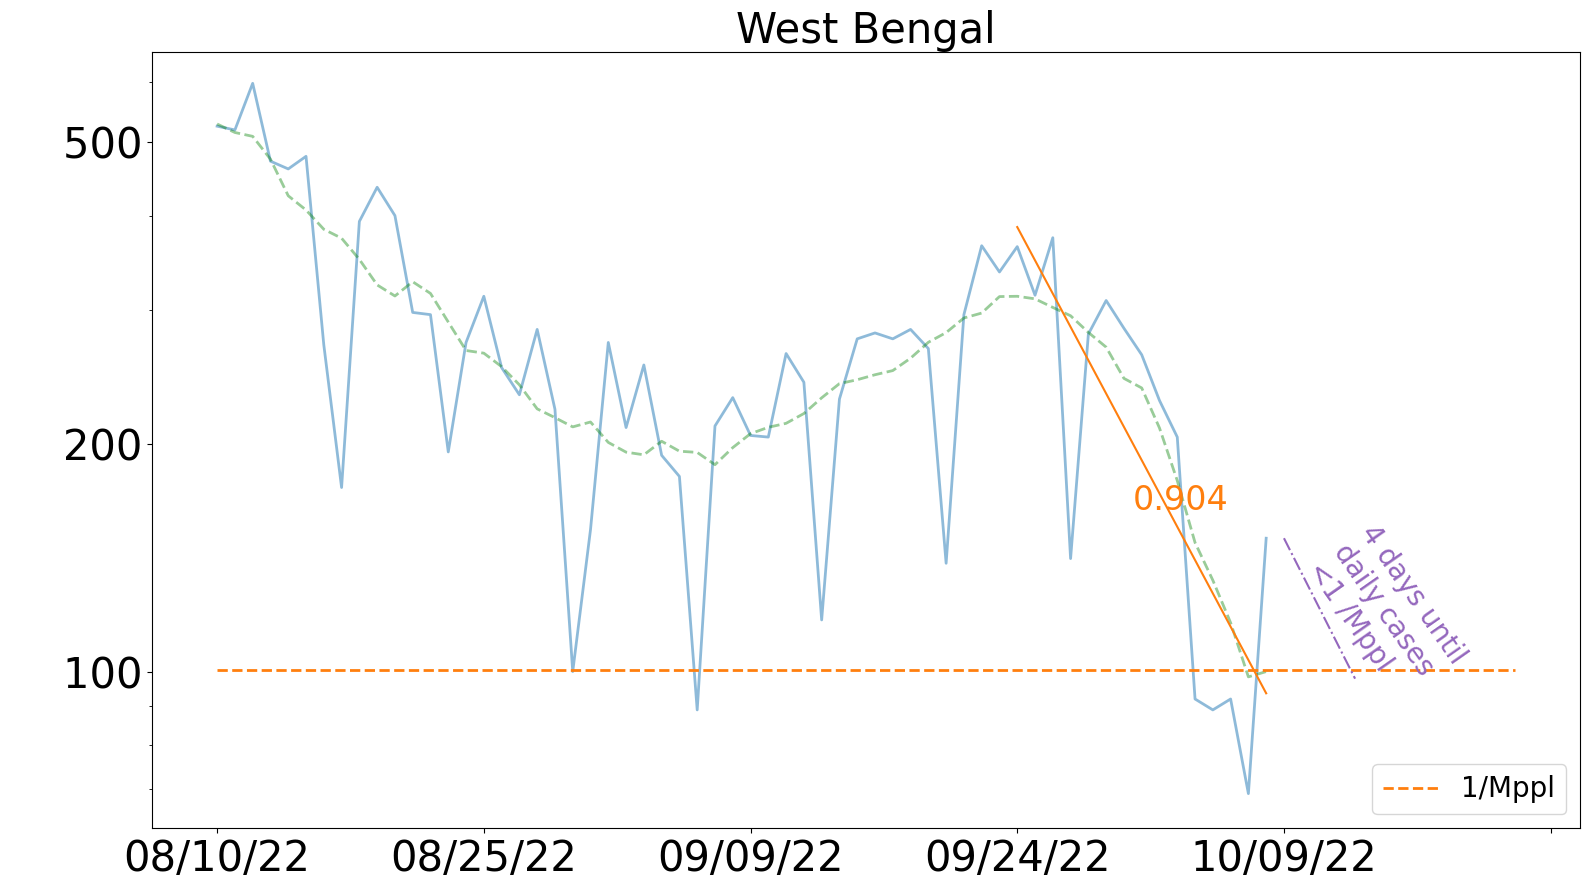 West Bengal
500
200
100
0.904
4 days until
daily cases
<1 /Mppl
1/Mppl
08/10/22
08/25/22
09/09/22
09/24/22
10/09/22